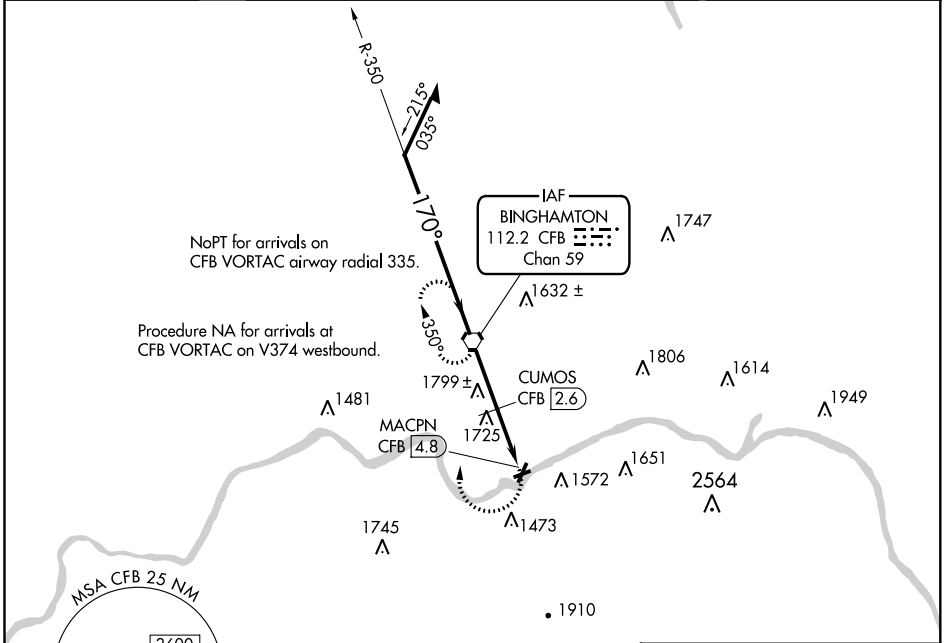 R-350
215°
035°
170°
IAF
BINGHAMTON
112.2 CFB
Chan 59
1747
NoPT for arrivals on
CFB VORTAC airway radial 335.
1632 ±
350°
Procedure NA for arrivals at
CFB VORTAC on V374 westbound.
1806
1614
1799 ±
CUMOS
CFB 2.6
1481
1949
1725
MACPN
CFB 4.8
1572
1651
2564
1473
1745
MSA CFB 25 NM
1910